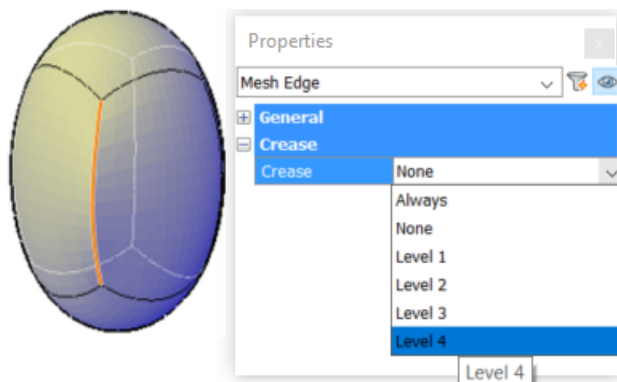 Properties
x
Mesh Edge
General
Crease
Crease None
Always
None
Level 1
Level 2
Level 3
Level 4
Level 4